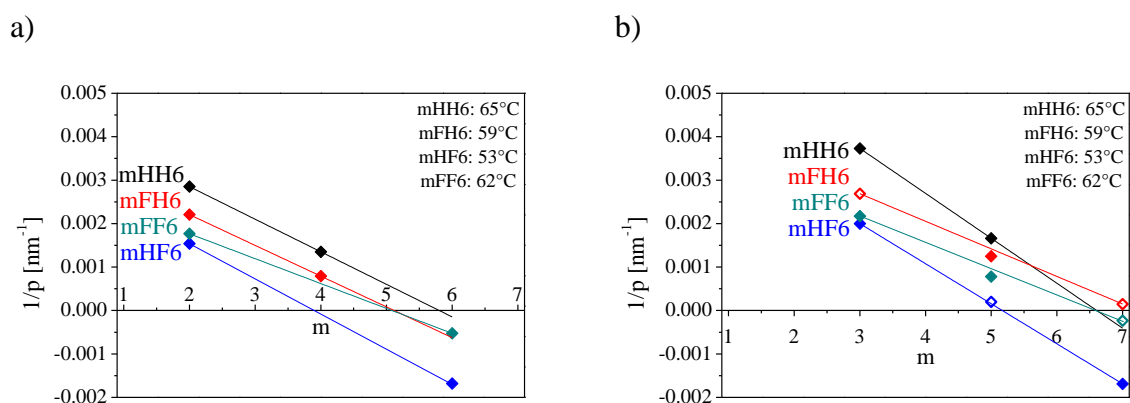 a)
b)
0.005
0.004
0.003
0.002
0.001
0.000
-0.001
-0.002
1/p [nm⁻¹]
mHH6: 65°C
mFH6: 59°C
mHF6: 53°C
mFF6: 62°C
mHH6
mFH6
mFF6
mHF6
1 2 3 4 5 6 7
m
0.005
0.004
0.003
0.002
0.001
0.000
-0.001
-0.002
1/p [nm⁻¹]
mHH6: 65°C
mFH6: 59°C
mHF6: 53°C
mFF6: 62°C
mHH6
mFH6
mFF6
mHF6
1 2 3 4 5 6 7
m